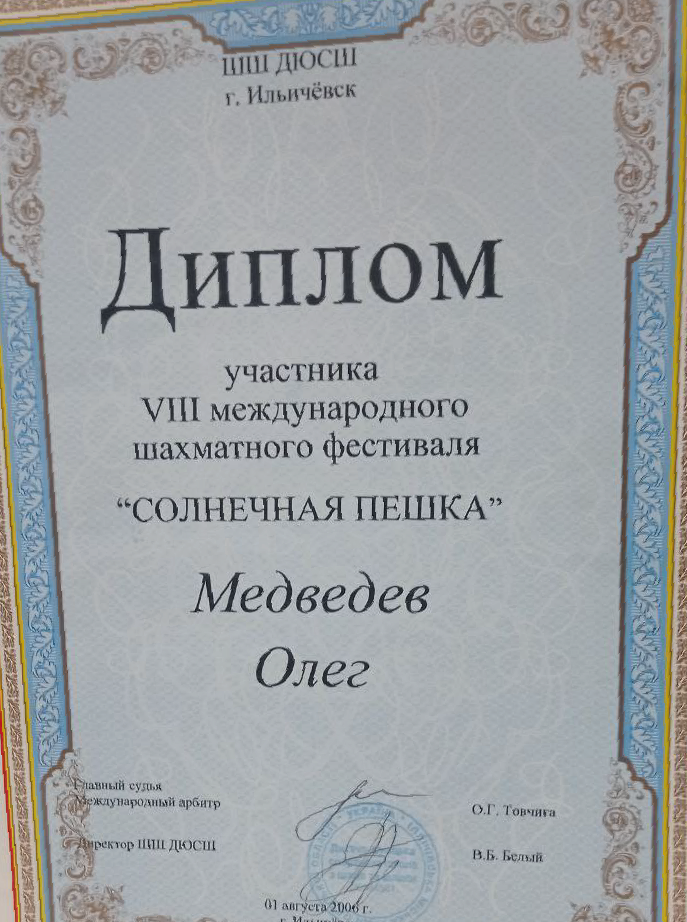 ШШ ДЮСШ
г. Ильичёвск
Диплом
участника
VIII международного
шахматного фестиваля
“СОЛНЕЧНАЯ ПЕШКА”
Медведев
Олег
Главный судья
Международный арбитр
О.Г. Товчига
Директор ШШ ДЮСШ
В.Б. Белый
01 августа 2006 г.